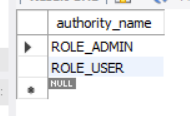 authority_name
ROLE_ADMIN
ROLE_USER
NULL